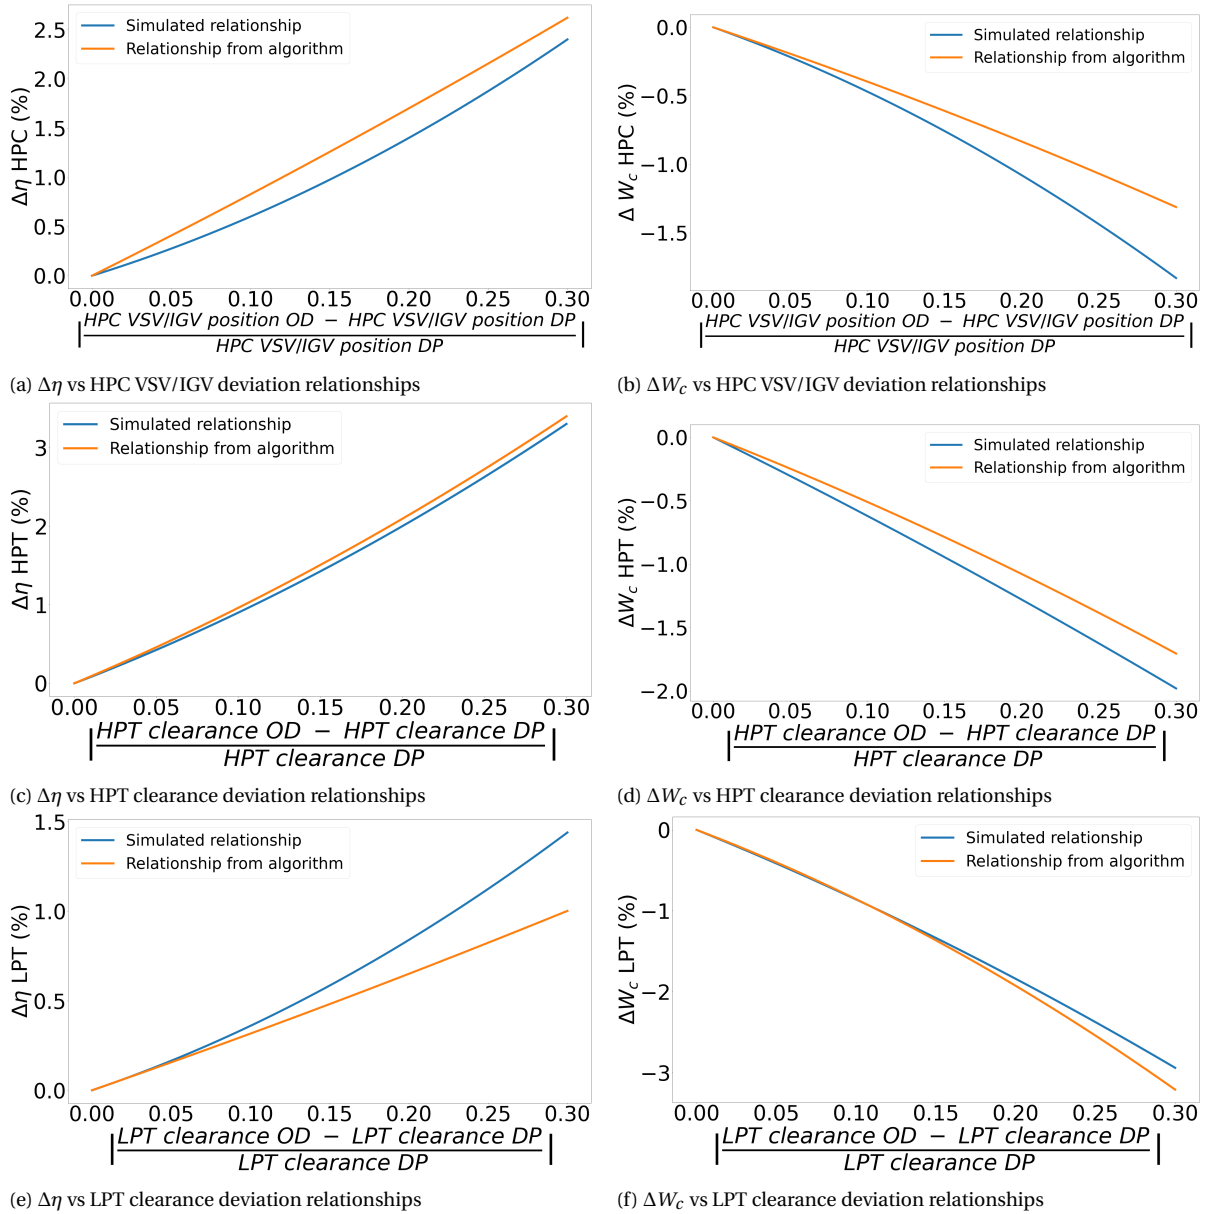 Δη HPC (%)
2.5
2.0
1.5
1.0
0.5
0.0
Simulated relationship
Relationship from algorithm
0.00 0.05 0.10 0.15 0.20 0.25 0.30
|HPC VSV/IGV position OD − HPC VSV/IGV position DP|
HPC VSV/IGV position DP
(a) Δη vs HPC VSV/IGV deviation relationships
Δ W_c HPC (%)
0.0
−0.5
−1.0
−1.5
Simulated relationship
Relationship from algorithm
0.00 0.05 0.10 0.15 0.20 0.25 0.30
|HPC VSV/IGV position OD − HPC VSV/IGV position DP|
HPC VSV/IGV position DP
(b) ΔW_c vs HPC VSV/IGV deviation relationships
Δη HPT (%)
3
2
1
0
Simulated relationship
Relationship from algorithm
0.00 0.05 0.10 0.15 0.20 0.25 0.30
|HPT clearance OD − HPT clearance DP|
HPT clearance DP
(c) Δη vs HPT clearance deviation relationships
ΔW_c HPT (%)
0.0
−0.5
−1.0
−1.5
−2.0
Simulated relationship
Relationship from algorithm
0.00 0.05 0.10 0.15 0.20 0.25 0.30
|HPT clearance OD − HPT clearance DP|
HPT clearance DP
(d) ΔW_c vs HPT clearance deviation relationships
Δη LPT (%)
1.5
1.0
0.5
0.0
Simulated relationship
Relationship from algorithm
0.00 0.05 0.10 0.15 0.20 0.25 0.30
|LPT clearance OD − LPT clearance DP|
LPT clearance DP
(e) Δη vs LPT clearance deviation relationships
ΔW_c LPT (%)
0
−1
−2
−3
Simulated relationship
Relationship from algorithm
0.00 0.05 0.10 0.15 0.20 0.25 0.30
|LPT clearance OD − LPT clearance DP|
LPT clearance DP
(f) ΔW_c vs LPT clearance deviation relationships